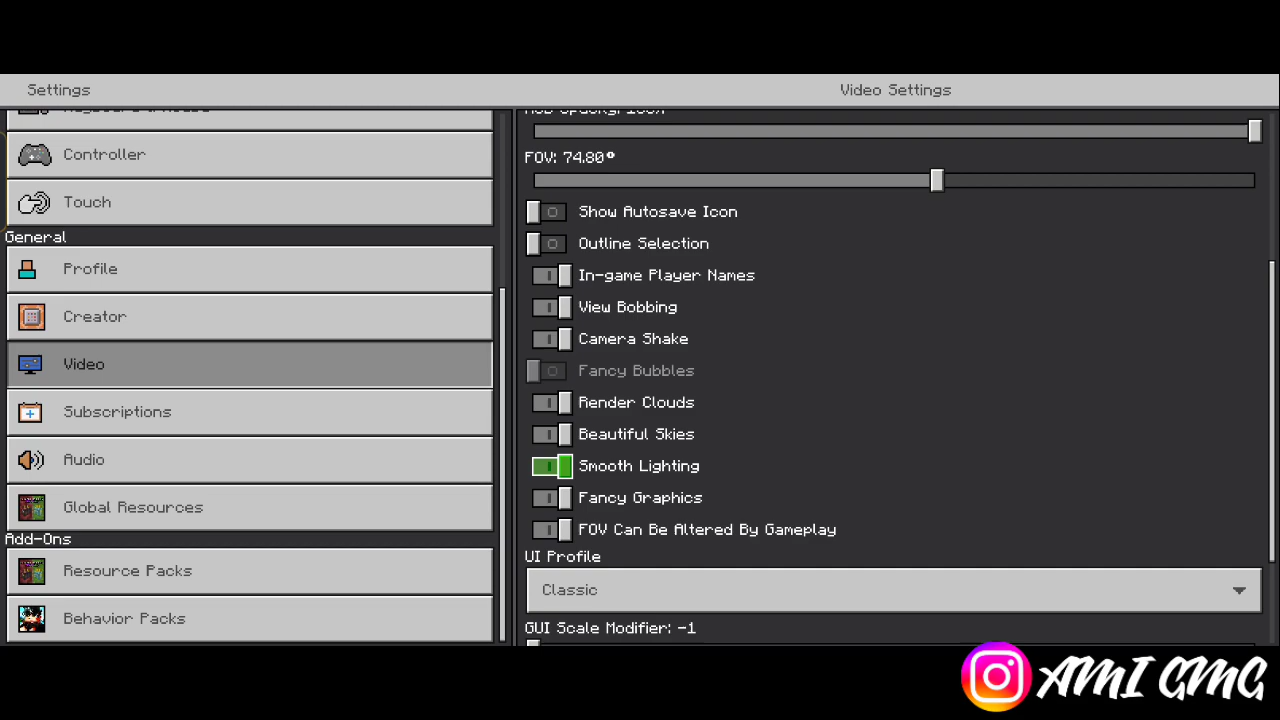 Settings
Video Settings
Controller
Touch
General
Profile
Creator
Video
Subscriptions
Audio
Global Resources
Add-Ons
Resource Packs
Behavior Packs
FOV: 74.80°
Show Autosave Icon
Outline Selection
In-game Player Names
View Bobbing
Camera Shake
Fancy Bubbles
Render Clouds
Beautiful Skies
Smooth Lighting
Fancy Graphics
FOV Can Be Altered By Gameplay
UI Profile
Classic
GUI Scale Modifier: -1
AMI GMG